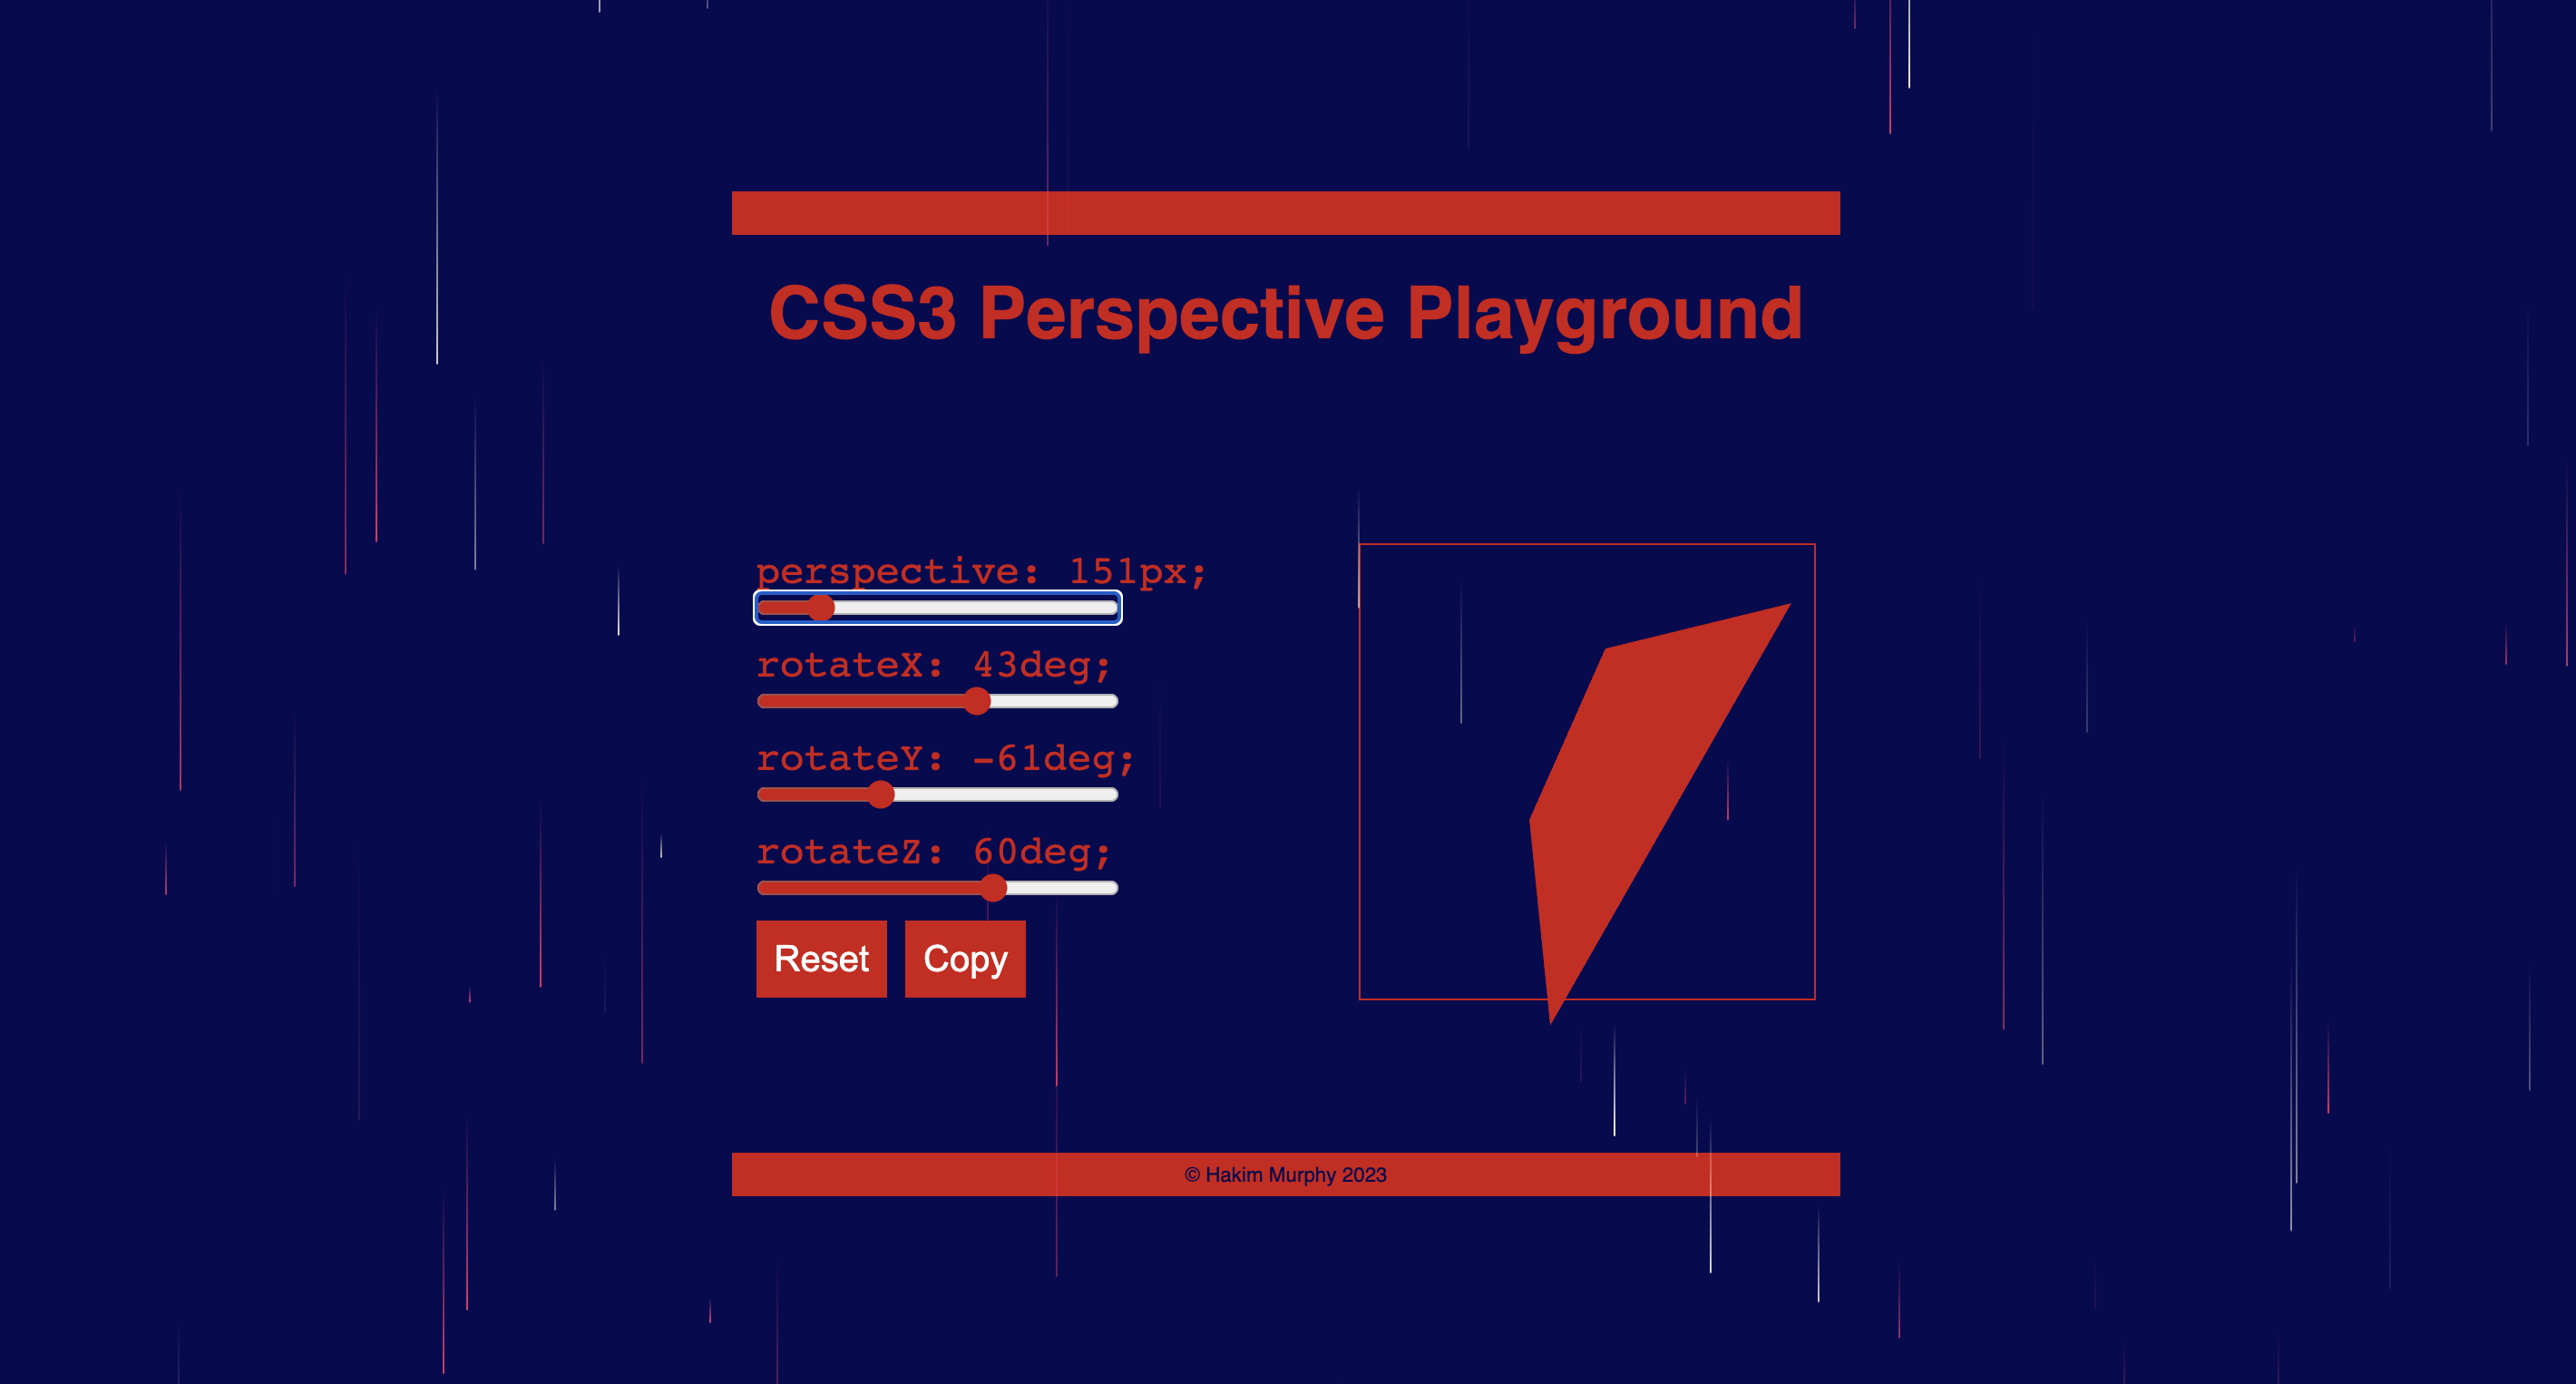 CSS3 Perspective Playground
perspective: 151px;
rotateX: 43deg;
rotateY: -61deg;
rotateZ: 60deg;
Reset Copy
© Hakim Murphy 2023